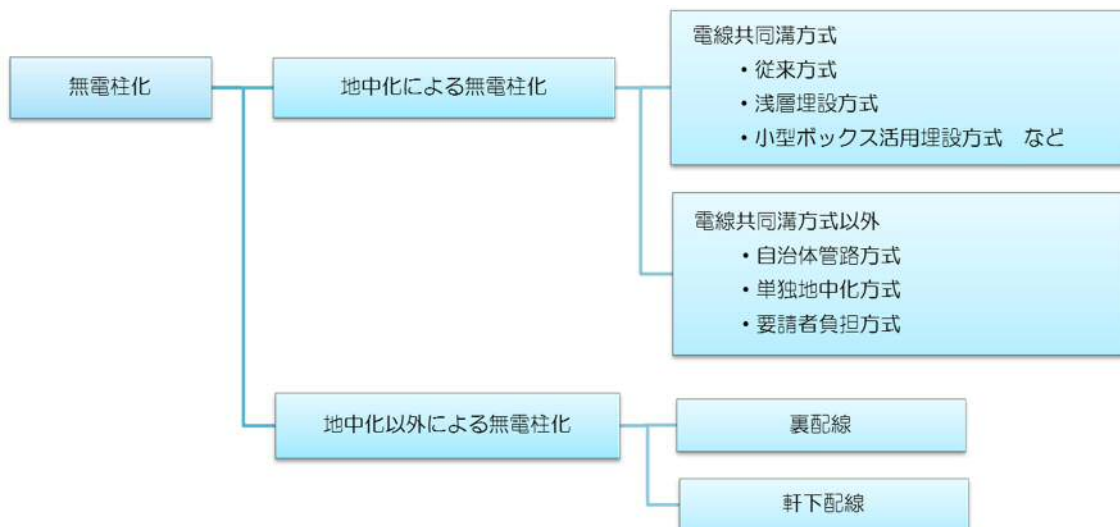 無電柱化
地中化による無電柱化
電線共同溝方式
・従来方式
・浅層埋設方式
・小型ボックス活用埋設方式　など
電線共同溝方式以外
・自治体管路方式
・単独地中化方式
・要請者負担方式
地中化以外による無電柱化
裏配線
軒下配線